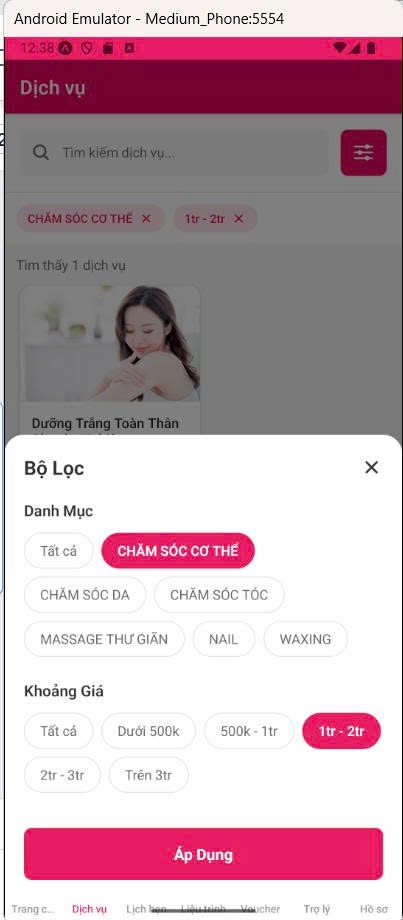 Android Emulator - Medium_Phone:5554
12:38
Dịch vụ
Tìm kiếm dịch vụ...
CHĂM SÓC CƠ THỂ ✕ 1tr - 2tr ✕
Tìm thấy 1 dịch vụ
Dưỡng Trắng Toàn Thân
Bộ Lọc ✕
Danh Mục
Tất cả CHĂM SÓC CƠ THỂ
CHĂM SÓC DA CHĂM SÓC TÓC
MASSAGE THƯ GIÃN NAIL WAXING
Khoảng Giá
Tất cả Dưới 500k 500k - 1tr 1tr - 2tr
2tr - 3tr Trên 3tr
Áp Dụng
Trang c... Dịch vụ Lịch hẹn Liệu trình Voucher Trợ lý Hồ sơ